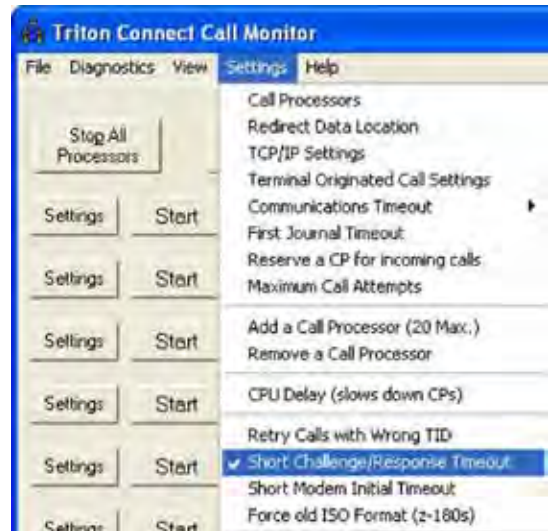 Triton Connect Call Monitor
File Diagnostics View Settings Help
Stop All
Processors
Settings Start
Settings Start
Settings Start
Settings Start
Settings Start
Settings Start
Call Processors
Redirect Data Location
TCP/IP Settings
Terminal Originated Call Settings
Communications Timeout
First Journal Timeout
Reserve a CP for incoming calls
Maximum Call Attempts
Add a Call Processor (20 Max.)
Remove a Call Processor
CPU Delay (slows down CPs)
Retry Calls with Wrong TID
Short Challenge/Response Timeout
Short Modem Initial Timeout
Force old ISO Format (z-180s)